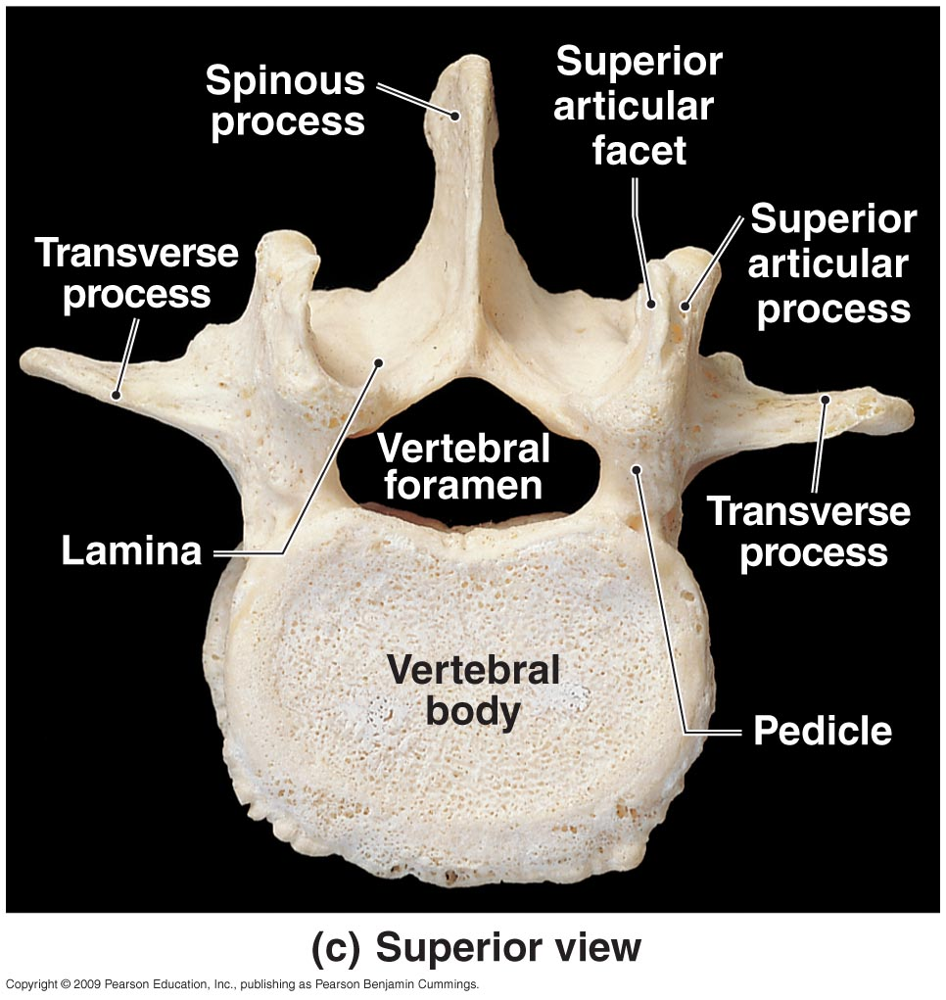 Spinous
process
Superior
articular
facet
Superior
articular
process
Transverse
process
Vertebral
foramen
Lamina
Transverse
process
Vertebral
body
Pedicle
(c) Superior view
Copyright © 2009 Pearson Education, Inc., publishing as Pearson Benjamin Cummings.